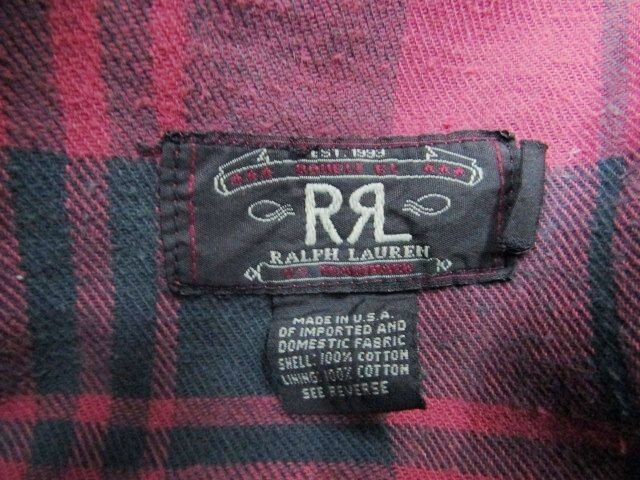 EST. 1993
RRL
RALPH LAUREN
MADE IN U.S.A.
OF IMPORTED AND
DOMESTIC FABRIC
SHELL: 100% COTTON
LINING: 100% COTTON
SEE REVERSE